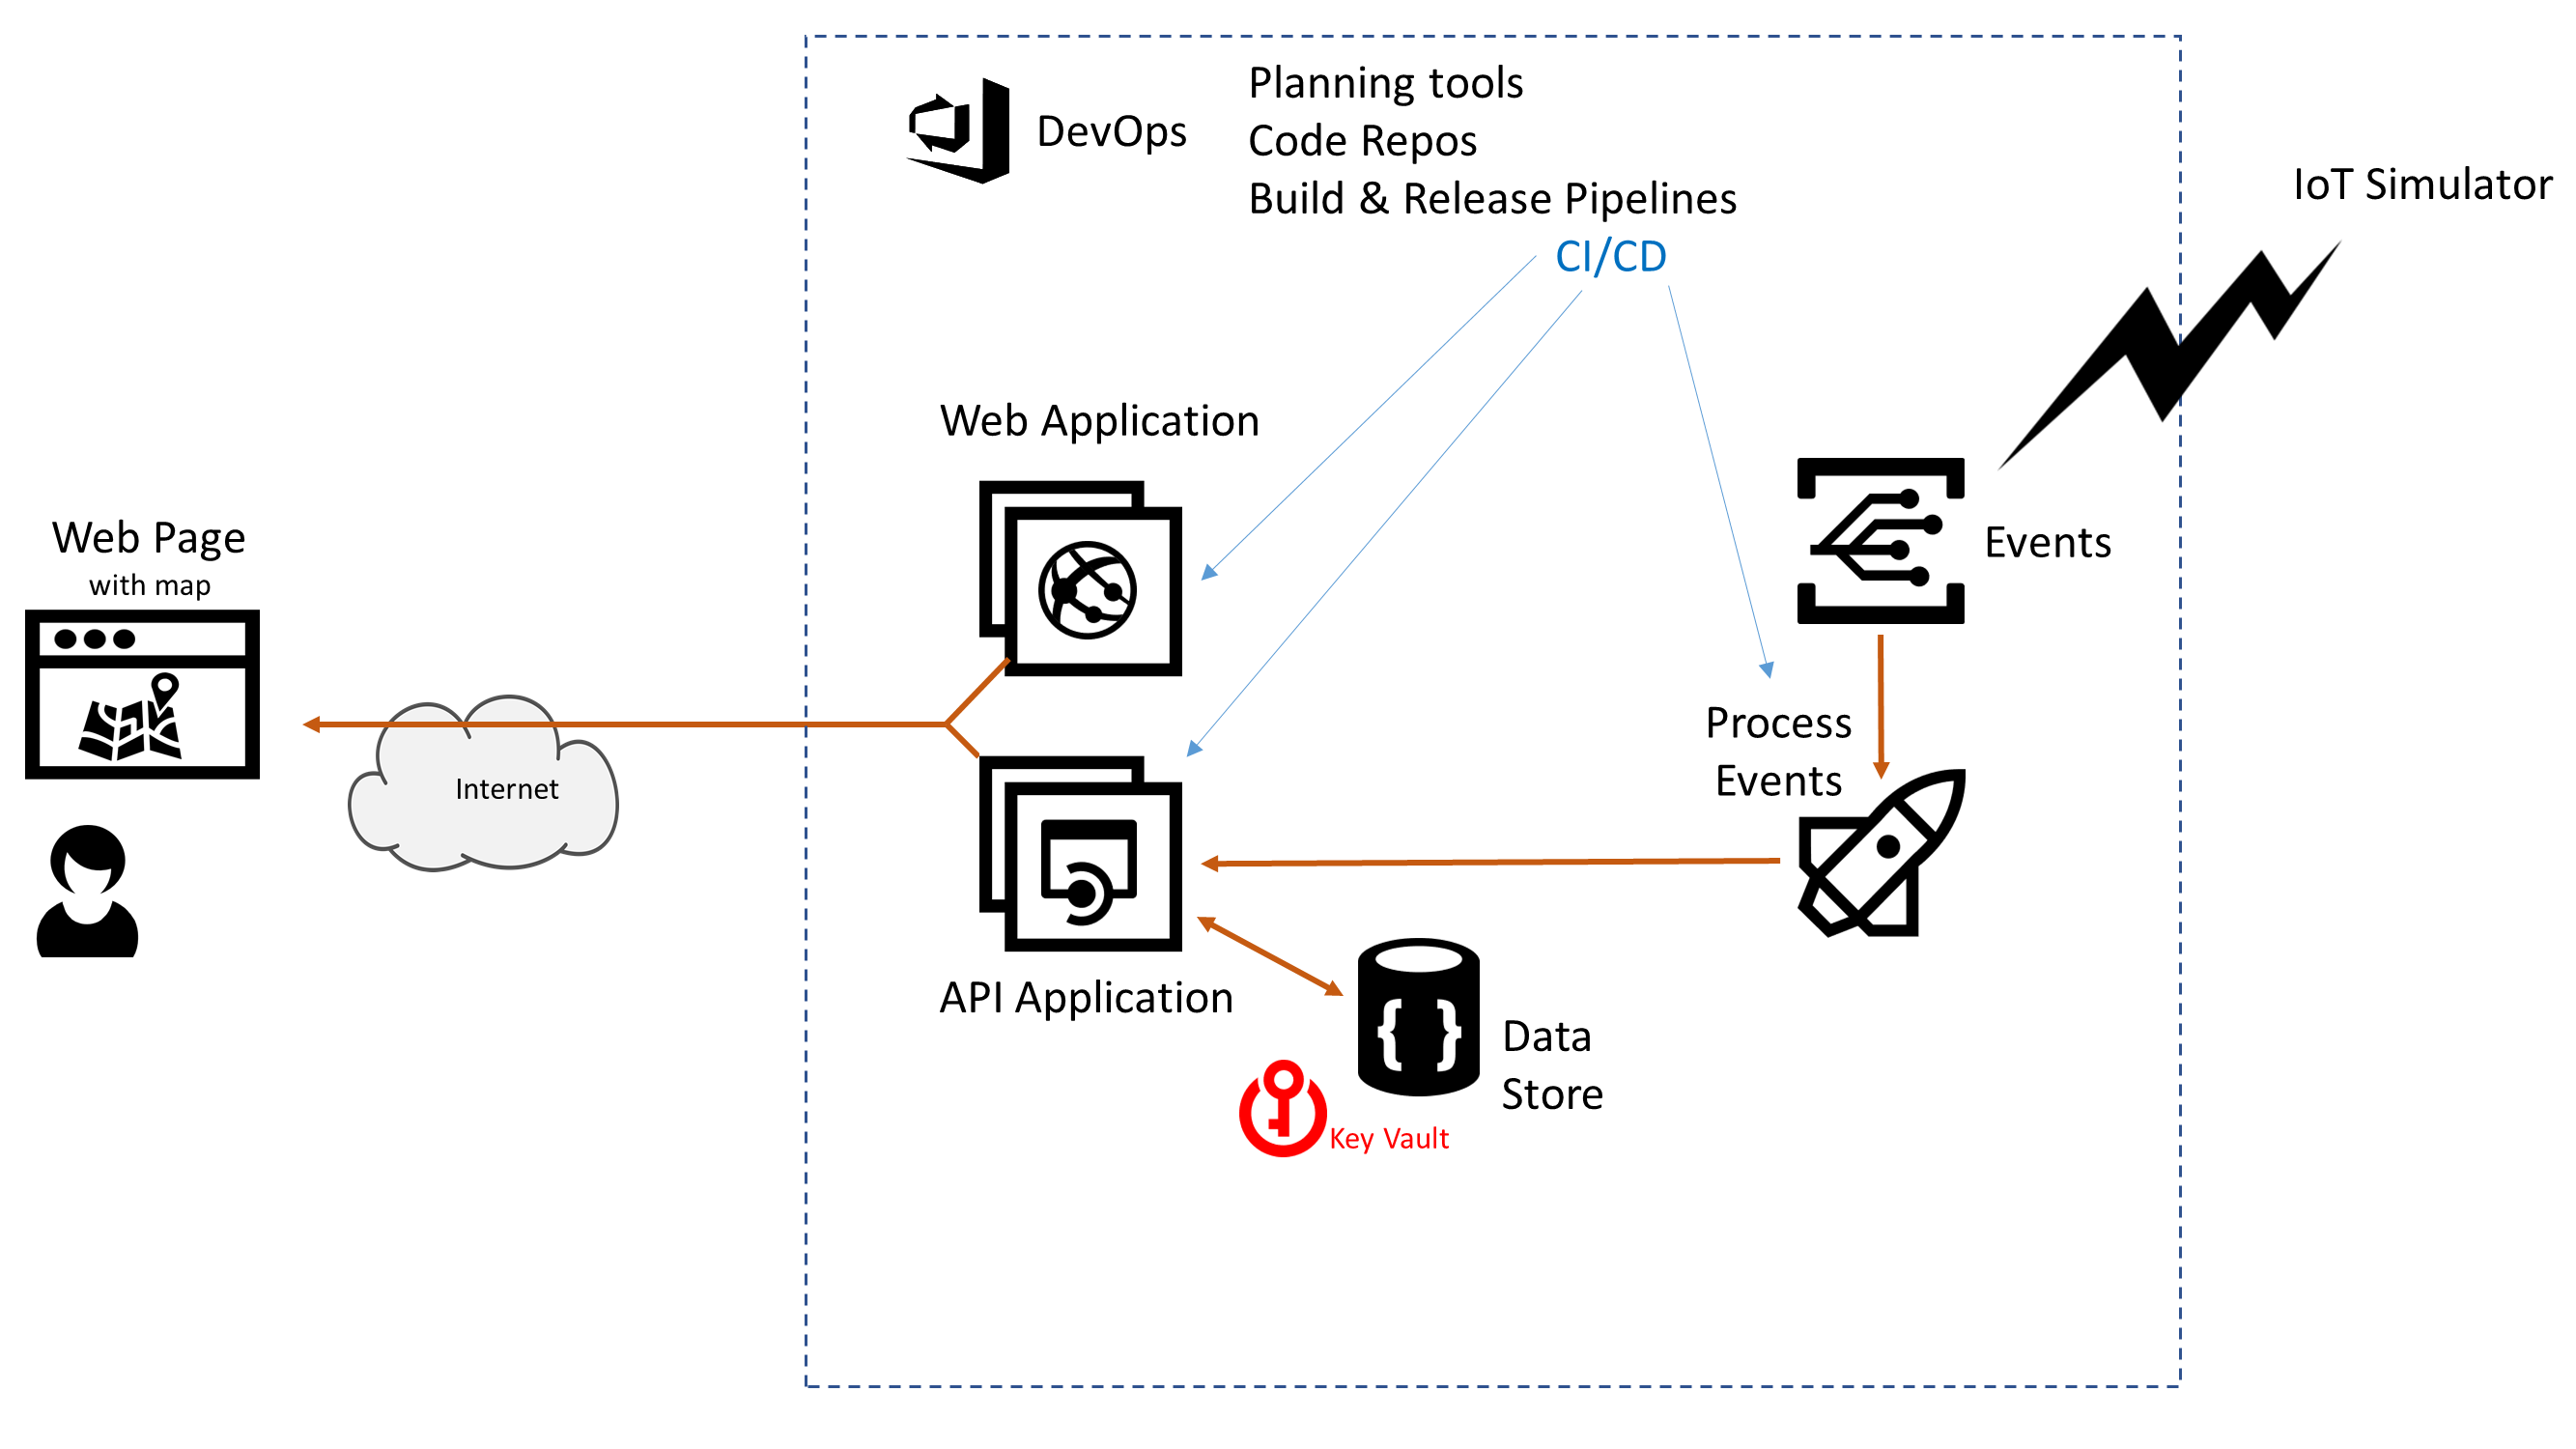 DevOps
Planning tools
Code Repos
Build & Release Pipelines
CI/CD
IoT Simulator
Web Application
Web Page
with map
Events
Internet
Process
Events
API Application
Data
Store
Key Vault